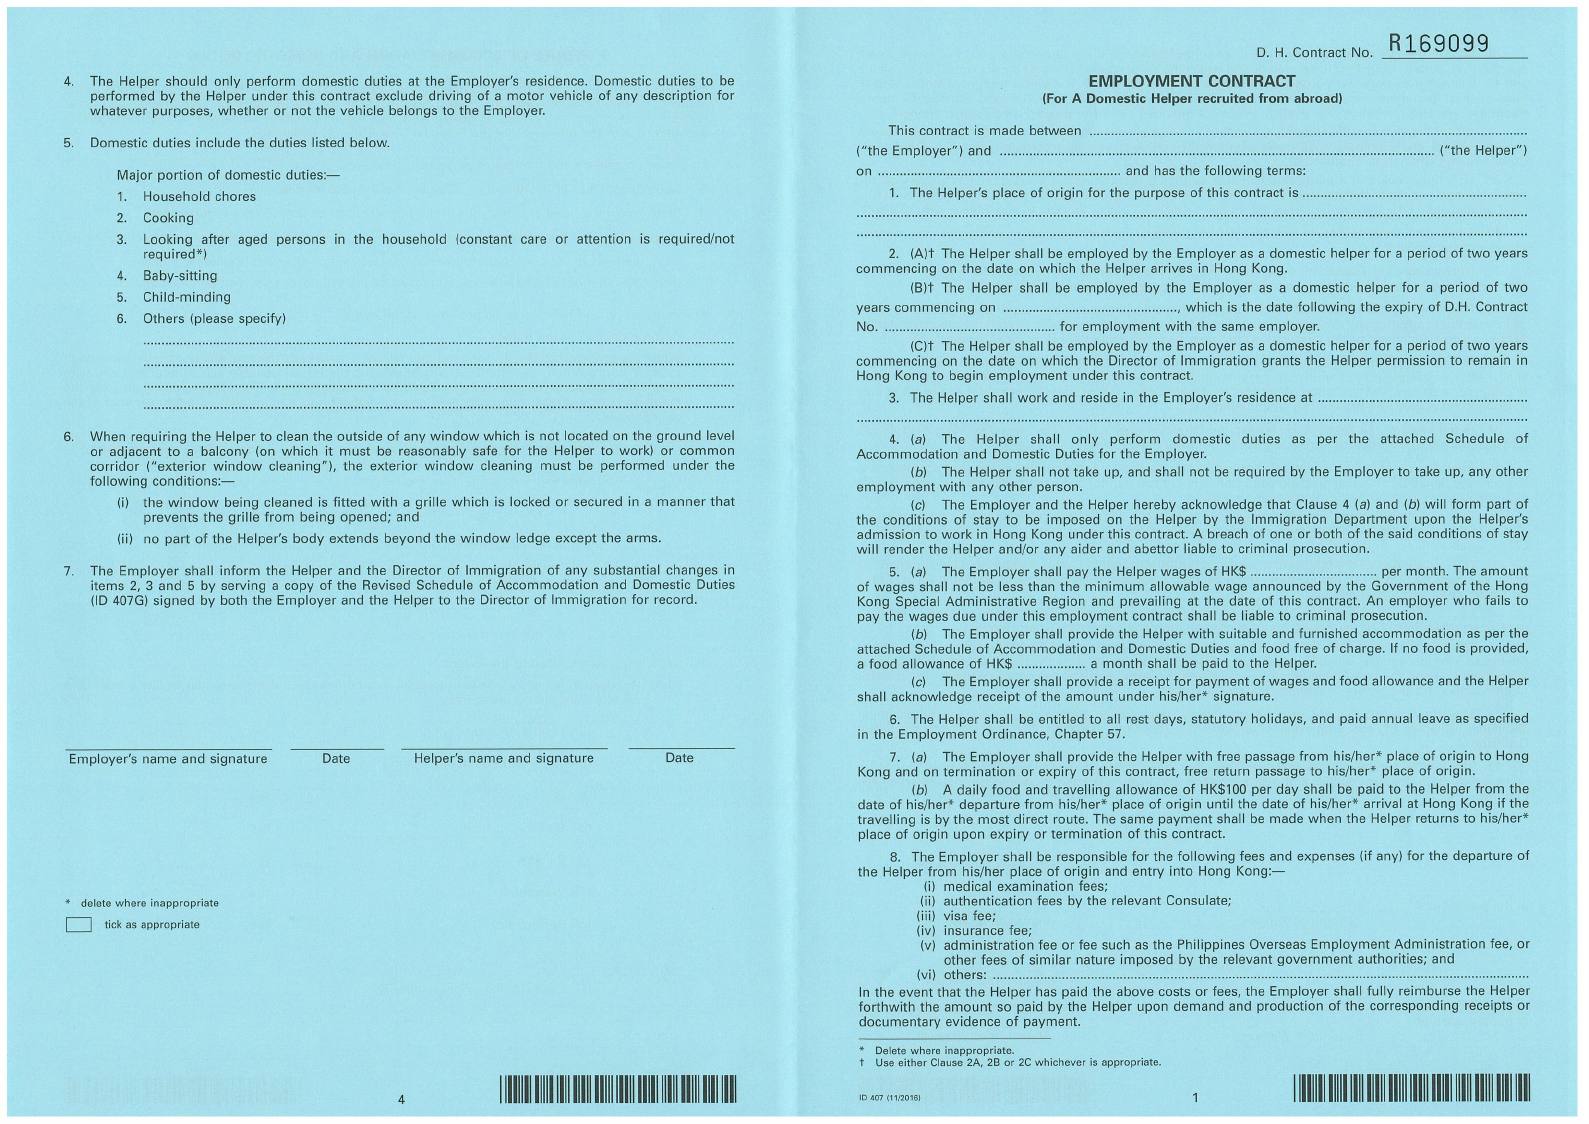 4. The Helper should only perform domestic duties at the Employer's residence. Domestic duties to be
performed by the Helper under this contract exclude driving of a motor vehicle of any description for
whatever purposes, whether or not the vehicle belongs to the Employer.
5. Domestic duties include the duties listed below.
Major portion of domestic duties:—
1. Household chores
2. Cooking
3. Looking after aged persons in the household (constant care or attention is required/not
required*)
4. Baby-sitting
5. Child-minding
6. Others (please specify)
6. When requiring the Helper to clean the outside of any window which is not located on the ground level
or adjacent to a balcony (on which it must be reasonably safe for the Helper to work) or common
corridor ("exterior window cleaning"), the exterior window cleaning must be performed under the
following conditions:—
(i) the window being cleaned is fitted with a grille which is locked or secured in a manner that
prevents the grille from being opened; and
(ii) no part of the Helper's body extends beyond the window ledge except the arms.
7. The Employer shall inform the Helper and the Director of Immigration of any substantial changes in
items 2, 3 and 5 by serving a copy of the Revised Schedule of Accommodation and Domestic Duties
(ID 407G) signed by both the Employer and the Helper to the Director of Immigration for record.
Employer's name and signature Date Helper's name and signature Date
* delete where inappropriate
tick as appropriate
4
D. H. Contract No. R169099
EMPLOYMENT CONTRACT
(For A Domestic Helper recruited from abroad)
This contract is made between ....................
("the Employer") and .................... ("the Helper")
on .................... and has the following terms:
1. The Helper's place of origin for the purpose of this contract is ....................
2. (A)† The Helper shall be employed by the Employer as a domestic helper for a period of two years
commencing on the date on which the Helper arrives in Hong Kong.
(B)† The Helper shall be employed by the Employer as a domestic helper for a period of two
years commencing on ...................., which is the date following the expiry of D.H. Contract
No. .................... for employment with the same employer.
(C)† The Helper shall be employed by the Employer as a domestic helper for a period of two years
commencing on the date on which the Director of Immigration grants the Helper permission to remain in
Hong Kong to begin employment under this contract.
3. The Helper shall work and reside in the Employer's residence at ....................
4. (a) The Helper shall only perform domestic duties as per the attached Schedule of
Accommodation and Domestic Duties for the Employer.
(b) The Helper shall not take up, and shall not be required by the Employer to take up, any other
employment with any other person.
(c) The Employer and the Helper hereby acknowledge that Clause 4 (a) and (b) will form part of
the conditions of stay to be imposed on the Helper by the Immigration Department upon the Helper's
admission to work in Hong Kong under this contract. A breach of one or both of the said conditions of stay
will render the Helper and/or any aider and abettor liable to criminal prosecution.
5. (a) The Employer shall pay the Helper wages of HK$ .................... per month. The amount
of wages shall not be less than the minimum allowable wage announced by the Government of the Hong
Kong Special Administrative Region and prevailing at the date of this contract. An employer who fails to
pay the wages due under this employment contract shall be liable to criminal prosecution.
(b) The Employer shall provide the Helper with suitable and furnished accommodation as per the
attached Schedule of Accommodation and Domestic Duties and food free of charge. If no food is provided,
a food allowance of HK$ .................... a month shall be paid to the Helper.
(c) The Employer shall provide a receipt for payment of wages and food allowance and the Helper
shall acknowledge receipt of the amount under his/her* signature.
6. The Helper shall be entitled to all rest days, statutory holidays, and paid annual leave as specified
in the Employment Ordinance, Chapter 57.
7. (a) The Employer shall provide the Helper with free passage from his/her* place of origin to Hong
Kong and on termination or expiry of this contract, free return passage to his/her* place of origin.
(b) A daily food and travelling allowance of HK$100 per day shall be paid to the Helper from the
date of his/her* departure from his/her* place of origin until the date of his/her* arrival at Hong Kong if the
travelling is by the most direct route. The same payment shall be made when the Helper returns to his/her*
place of origin upon expiry or termination of this contract.
8. The Employer shall be responsible for the following fees and expenses (if any) for the departure of
the Helper from his/her place of origin and entry into Hong Kong:—
(i) medical examination fees;
(ii) authentication fees by the relevant Consulate;
(iii) visa fee;
(iv) insurance fee;
(v) administration fee or fee such as the Philippines Overseas Employment Administration fee, or
other fees of similar nature imposed by the relevant government authorities; and
(vi) others: ....................
In the event that the Helper has paid the above costs or fees, the Employer shall fully reimburse the Helper
forthwith the amount so paid by the Helper upon demand and production of the corresponding receipts or
documentary evidence of payment.
* Delete where inappropriate.
† Use either Clause 2A, 2B or 2C whichever is appropriate.
ID 407 (11/2016)
1